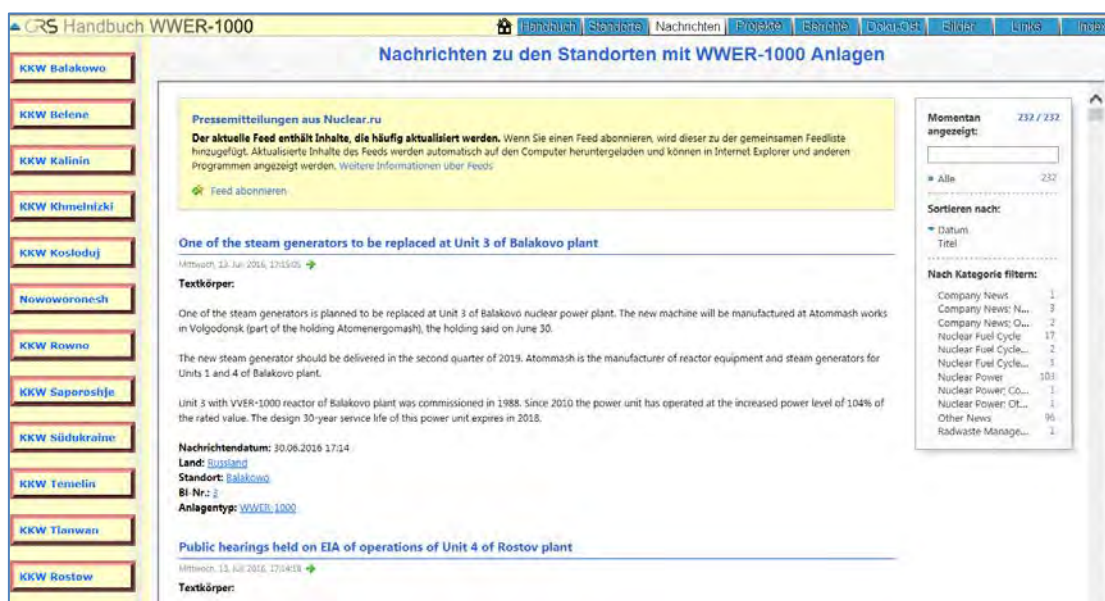 GRS Handbuch WWER-1000
Handbuch Standorte Nachrichten Projekte Berichte Doku-Ost Bilder Links Index
Nachrichten zu den Standorten mit WWER-1000 Anlagen
KKW Balakowo
KKW Belene
KKW Kalinin
KKW Khmelnizki
KKW Kosloduj
Nowoworonesh
KKW Rowno
KKW Saporoshje
KKW Südukraine
KKW Temelin
KKW Tianwan
KKW Rostow
Pressemitteilungen aus Nuclear.ru
Der aktuelle Feed enthält Inhalte, die häufig aktualisiert werden. Wenn Sie einen Feed abonnieren, wird dieser zu der gemeinsamen Feedliste
hinzugefügt. Aktualisierte Inhalte des Feeds werden automatisch auf den Computer heruntergeladen und können in Internet Explorer und anderen
Programmen angezeigt werden. Weitere Informationen über Feeds
Feed abonnieren
One of the steam generators to be replaced at Unit 3 of Balakovo plant
Mittwoch, 13. Juli 2016, 17:15:05
Textkörper:
One of the steam generators is planned to be replaced at Unit 3 of Balakovo nuclear power plant. The new machine will be manufactured at Atommash works
in Volgodonsk (part of the holding Atomenergomash), the holding said on June 30.
The new steam generator should be delivered in the second quarter of 2019. Atommash is the manufacturer of reactor equipment and steam generators for
Units 1 and 4 of Balakovo plant.
Unit 3 with VVER-1000 reactor of Balakovo plant was commissioned in 1988. Since 2010 the power unit has operated at the increased power level of 104% of
the rated value. The design 30-year service life of this power unit expires in 2018.
Nachrichtendatum: 30.06.2016 17:14
Land: Russland
Standort: Balakowo
Bl-Nr.: 3
Anlagentyp: WWER-1000
Public hearings held on EIA of operations of Unit 4 of Rostov plant
Mittwoch, 13. Juli 2016, 17:14:18
Textkörper:
Momentan 232 / 232
angezeigt:
Alle 232
Sortieren nach:
Datum
Titel
Nach Kategorie filtern:
Company News 1
Company News; N... 3
Company News; O... 2
Nuclear Fuel Cycle 17
Nuclear Fuel Cycle... 2
Nuclear Fuel Cycle... 1
Nuclear Power 103
Nuclear Power; Co... 1
Nuclear Power; Ot... 1
Other News 96
Radwaste Manage... 1